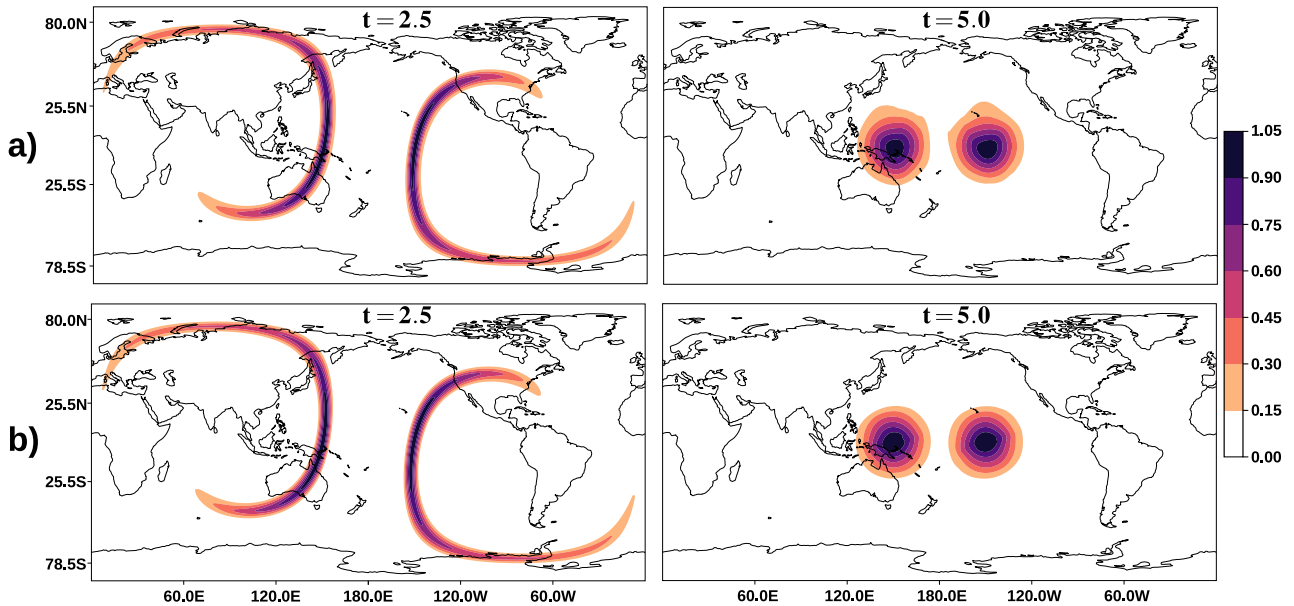 t = 2.5
t = 5.0
80.0N
25.5N
25.5S
78.5S
a)
1.05
0.90
0.75
0.60
0.45
0.30
0.15
0.00
t = 2.5
t = 5.0
80.0N
25.5N
25.5S
78.5S
b)
60.0E 120.0E 180.0E 120.0W 60.0W
60.0E 120.0E 180.0E 120.0W 60.0W